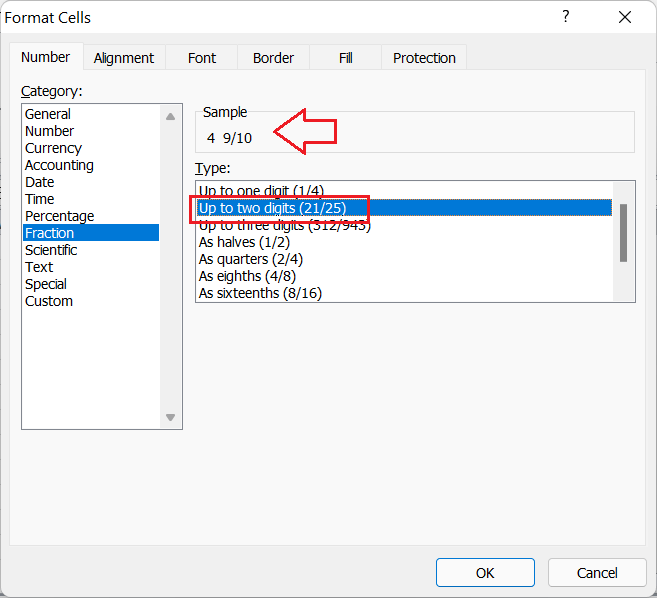 Format Cells
?
Number Alignment Font Border Fill Protection
Category:
General
Number
Currency
Accounting
Date
Time
Percentage
Fraction
Scientific
Text
Special
Custom
Sample
4 9/10
Type:
Up to one digit (1/4)
Up to two digits (21/25)
Up to three digits (312/943)
As halves (1/2)
As quarters (2/4)
As eighths (4/8)
As sixteenths (8/16)
OK Cancel